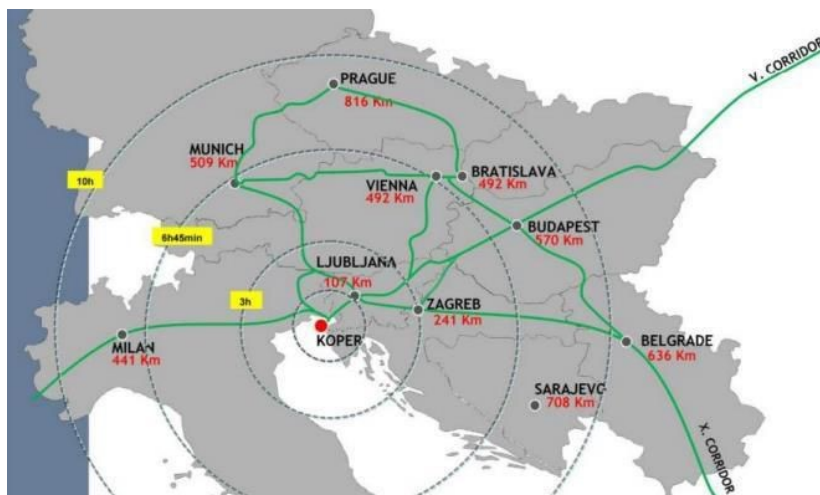 V. CORRIDOR
PRAGUE
816 Km
MUNICH
509 Km
10h
VIENNA
492 Km
BRATISLAVA
492 Km
BUDAPEST
570 Km
6h45min
LJUBLJANA
107 Km
3h
ZAGREB
241 Km
KOPER
MILAN
441 Km
BELGRADE
636 Km
SARAJEVO
708 Km
X. CORRIDOR